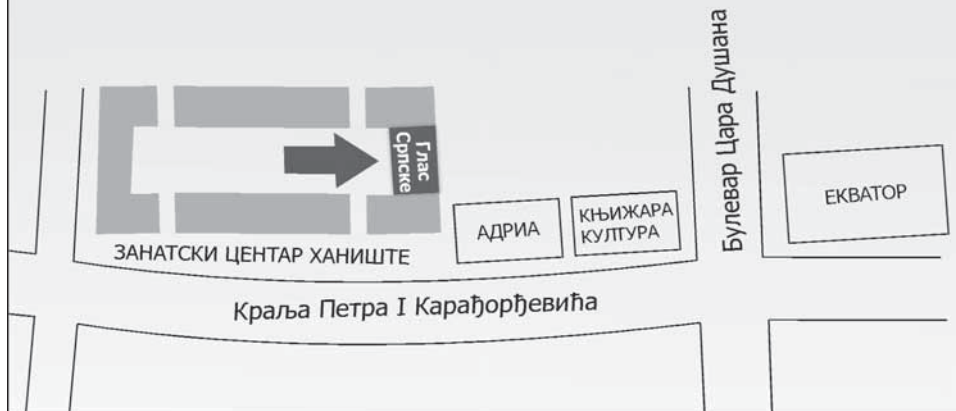 Глас
Српске
ЗАНАТСКИ ЦЕНТАР ХАНИШТЕ
АДРИА
КЊИЖАРА
КУЛТУРА
Булевар Цара Душана
ЕКВАТОР
Краља Петра I Карађорђевића